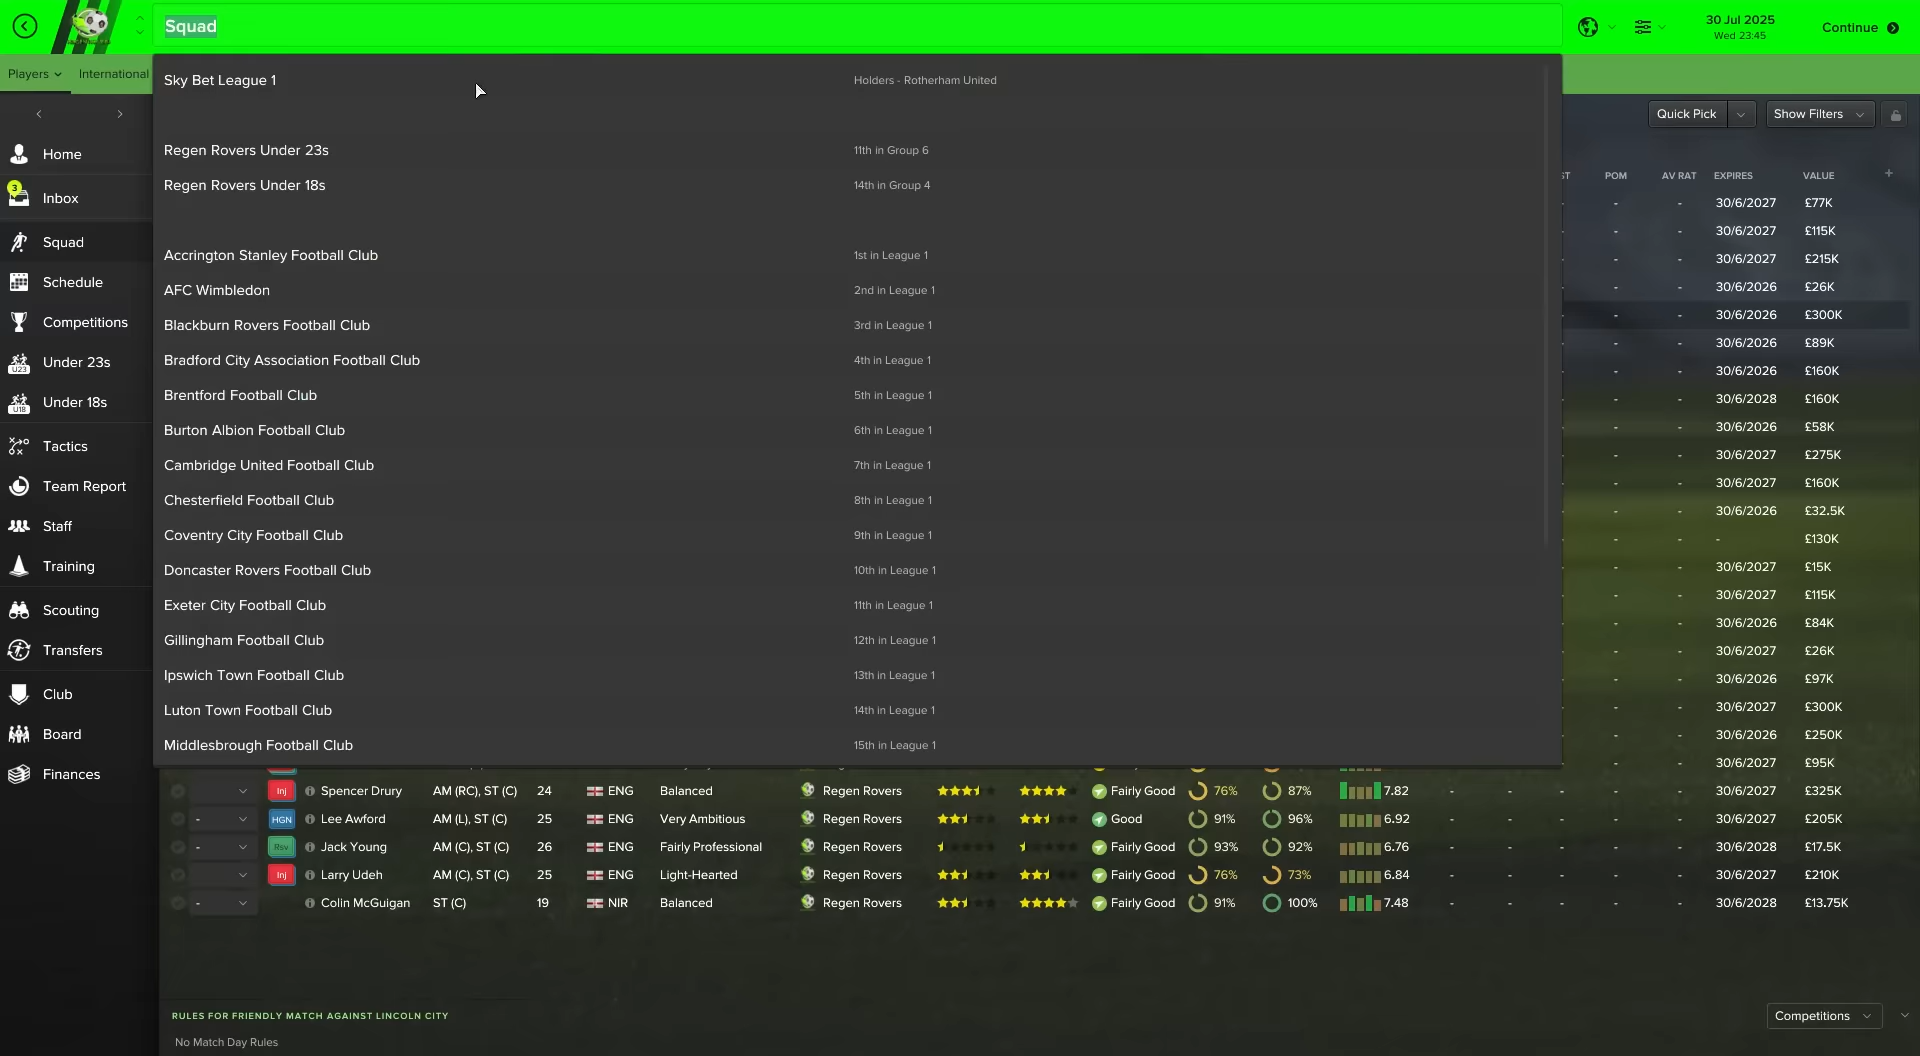 Squad
30 Jul 2025
Wed 23:45
Continue
Players
International
Sky Bet League 1 Holders - Rotherham United
Quick Pick
Show Filters
Home
3
Inbox
Squad
Schedule
Competitions
U23
Under 23s
U18
Under 18s
Tactics
Team Report
Staff
Training
Scouting
Transfers
Club
Board
Finances
Regen Rovers Under 23s 11th in Group 6
Regen Rovers Under 18s 14th in Group 4
Accrington Stanley Football Club 1st in League 1
AFC Wimbledon 2nd in League 1
Blackburn Rovers Football Club 3rd in League 1
Bradford City Association Football Club 4th in League 1
Brentford Football Club 5th in League 1
Burton Albion Football Club 6th in League 1
Cambridge United Football Club 7th in League 1
Chesterfield Football Club 8th in League 1
Coventry City Football Club 9th in League 1
Doncaster Rovers Football Club 10th in League 1
Exeter City Football Club 11th in League 1
Gillingham Football Club 12th in League 1
Ipswich Town Football Club 13th in League 1
Luton Town Football Club 14th in League 1
Middlesbrough Football Club 15th in League 1
POM AV RAT EXPIRES VALUE +
- - 30/6/2027 £77K
- - 30/6/2027 £115K
- - 30/6/2027 £215K
- - 30/6/2026 £26K
- - 30/6/2026 £300K
- - 30/6/2026 £89K
- - 30/6/2026 £160K
- - 30/6/2028 £160K
- - 30/6/2026 £58K
- - 30/6/2027 £275K
- - 30/6/2027 £160K
- - 30/6/2026 £32.5K
- - - £130K
- - 30/6/2027 £15K
- - 30/6/2027 £115K
- - 30/6/2026 £84K
- - 30/6/2027 £26K
- - 30/6/2026 £97K
- - 30/6/2027 £300K
- - 30/6/2026 £250K
- - 30/6/2027 £95K
Inj Spencer Drury AM (RC), ST (C) 24 ENG Balanced Regen Rovers Fairly Good 76% 87% 7.82 - - - - - 30/6/2027 £325K
- HGN Lee Awford AM (L), ST (C) 25 ENG Very Ambitious Regen Rovers Good 91% 96% 6.92 - - - - - 30/6/2027 £205K
- Rsv Jack Young AM (C), ST (C) 26 ENG Fairly Professional Regen Rovers Fairly Good 93% 92% 6.76 - - - - - 30/6/2028 £17.5K
Inj Larry Udeh AM (C), ST (C) 25 ENG Light-Hearted Regen Rovers Fairly Good 76% 73% 6.84 - - - - - 30/6/2027 £210K
- Colin McGuigan ST (C) 19 NIR Balanced Regen Rovers Fairly Good 91% 100% 7.48 - - - - - 30/6/2028 £13.75K
RULES FOR FRIENDLY MATCH AGAINST LINCOLN CITY
Competitions
No Match Day Rules